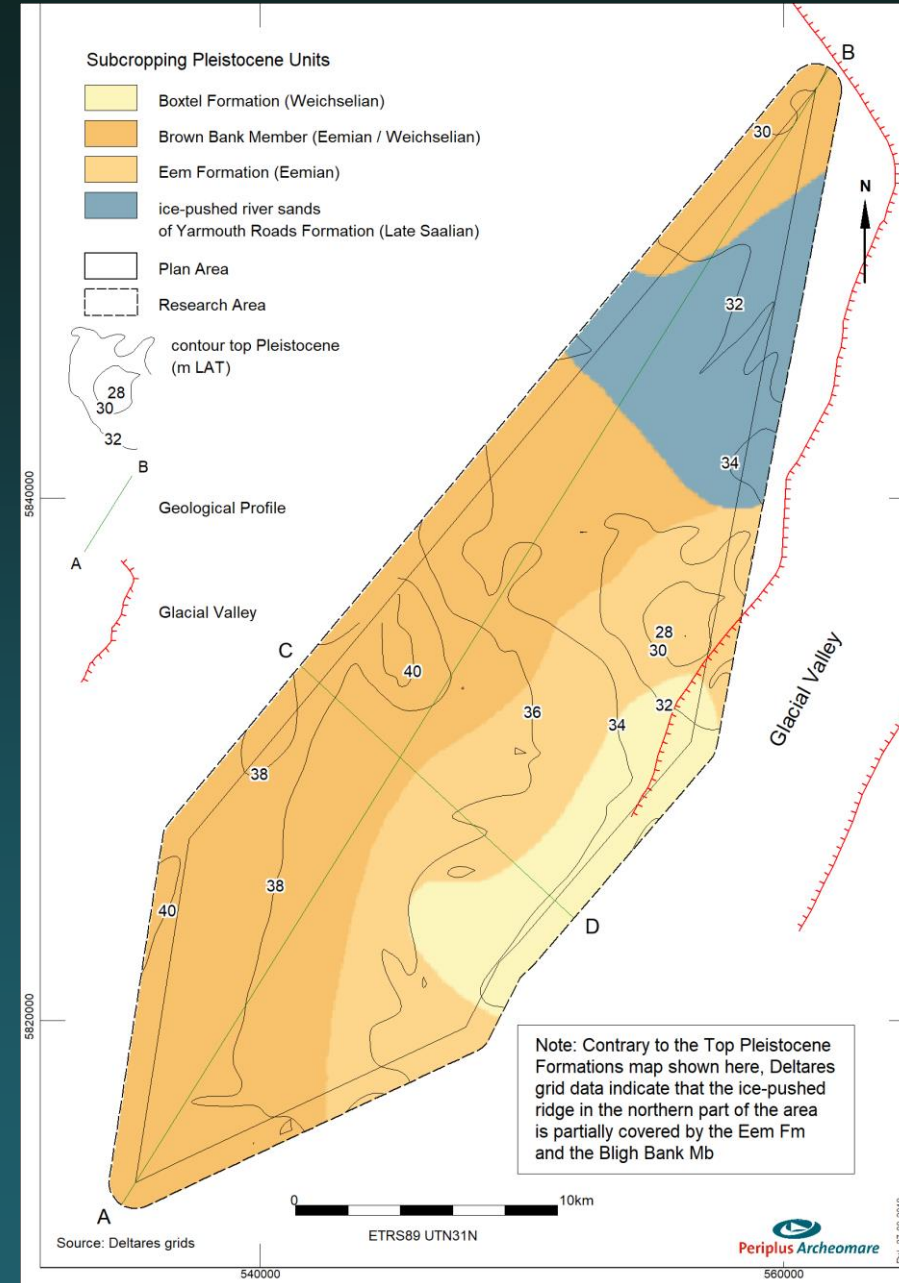 Subcropping Pleistocene Units
Boxtel Formation (Weichselian)
Brown Bank Member (Eemian / Weichselian)
Eem Formation (Eemian)
ice-pushed river sands
of Yarmouth Roads Formation (Late Saalian)
Plan Area
Research Area
contour top Pleistocene
(m LAT)
28
30
32
B
A
Geological Profile
Glacial Valley
B
30
N
32
34
28
30
C
40
36
32
34
38
Glacial Valley
38
40
D
A
5840000
5820000
Note: Contrary to the Top Pleistocene
Formations map shown here, Deltares
grid data indicate that the ice-pushed
ridge in the northern part of the area
is partially covered by the Eem Fm
and the Bligh Bank Mb
0
10km
ETRS89 UTN31N
Source: Deltares grids
Periplus Archeomare
540000
560000